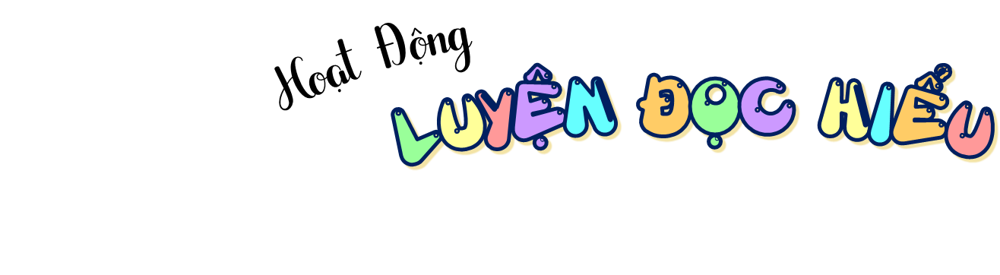 Hoạt Động
LUYỆN ĐỌC HIỂU